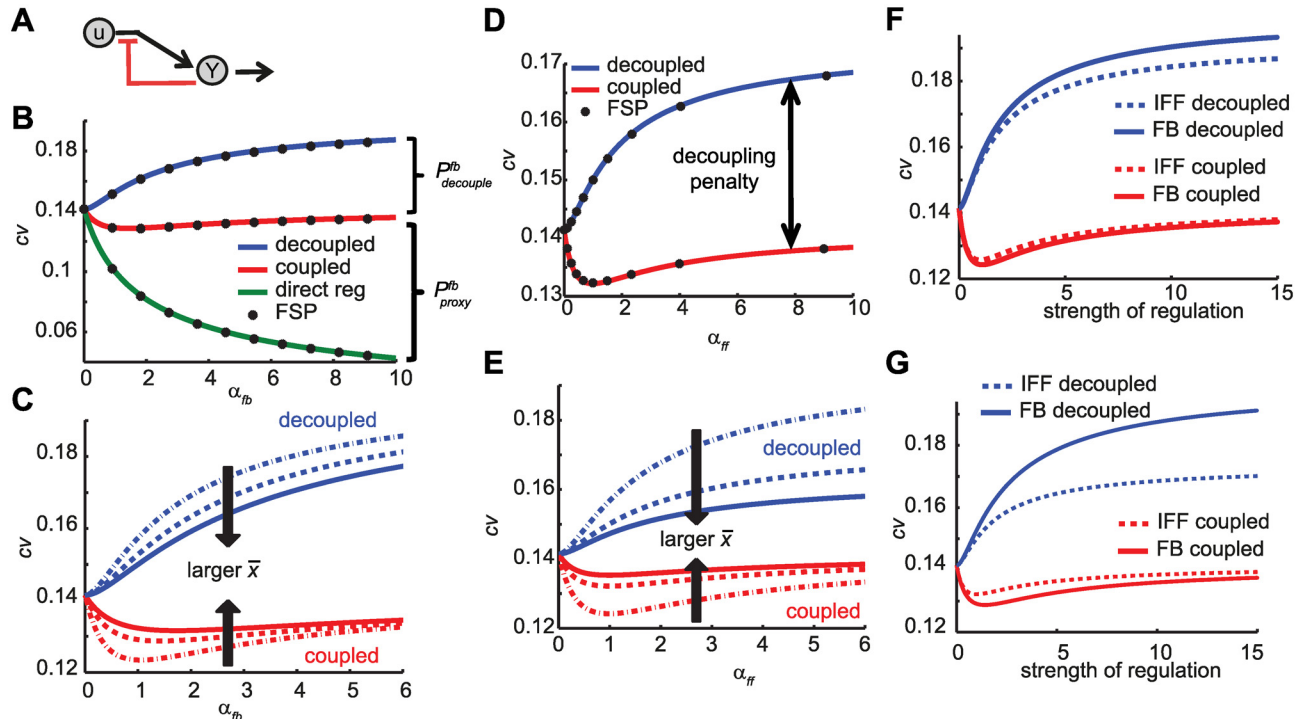 A
u
Y
B
cv
0.18
0.14
0.1
0.06
decoupled
coupled
direct reg
FSP
0 2 4 6 8 10
α_fb
P^fb_decouple
P^fb_proxy
C
cv
0.18
0.16
0.14
0.12
decoupled
larger x̄
coupled
0 1 2 3 4 5 6
α_fb
D
cv
0.17
0.16
0.15
0.14
0.13
decoupled
coupled
FSP
decoupling
penalty
0 2 4 6 8 10
α_ff
E
cv
0.20
0.18
0.16
0.14
0.12
decoupled
larger x̄
coupled
0 1 2 3 4 5 6
α_ff
F
cv
0.18
0.16
0.14
0.12
IFF decoupled
FB decoupled
IFF coupled
FB coupled
0 5 10 15
strength of regulation
G
IFF decoupled
FB decoupled
cv
0.18
0.16
0.14
0.12
IFF coupled
FB coupled
0 5 10 15
strength of regulation